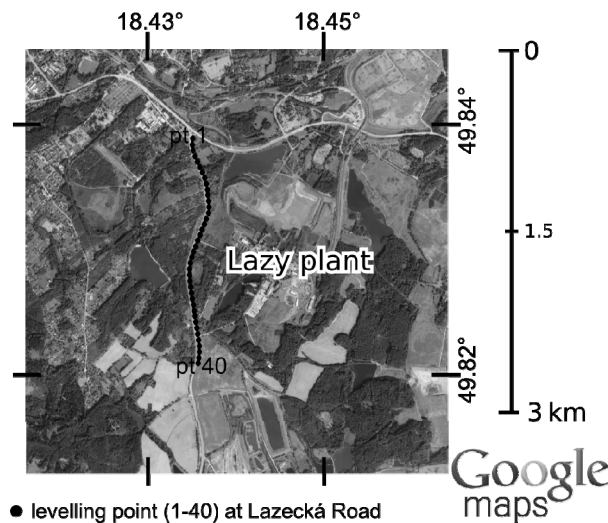 18.43° 18.45°
0
49.84°
pt 1
1.5
Lazy plant
49.82°
pt 40
3 km
Google
maps
● levelling point (1-40) at Lazecká Road